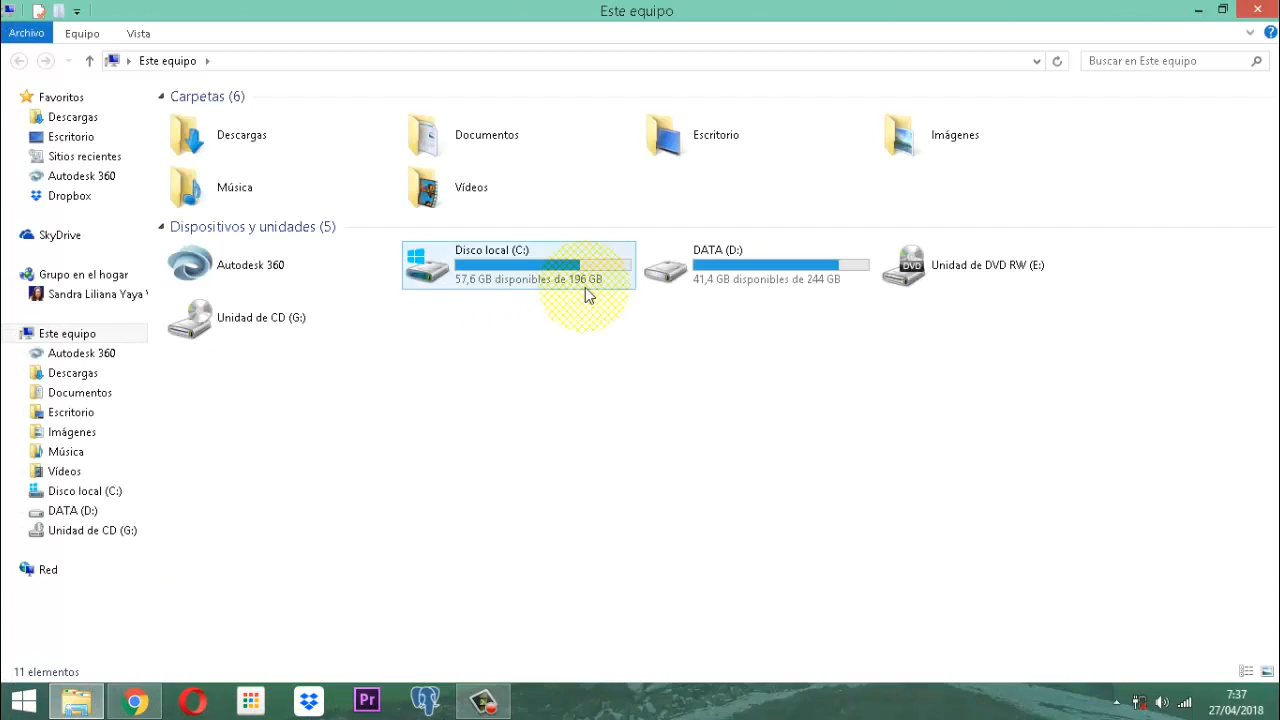 Este equipo
Archivo Equipo Vista
Este equipo
Buscar en Este equipo
Favoritos
Descargas
Escritorio
Sitios recientes
Autodesk 360
Dropbox
SkyDrive
Grupo en el hogar
Sandra Liliana Yaya
Este equipo
Autodesk 360
Descargas
Documentos
Escritorio
Imágenes
Música
Vídeos
Disco local (C:)
DATA (D:)
Unidad de CD (G:)
Red
Carpetas (6)
Descargas
Documentos
Escritorio
Imágenes
Música
Vídeos
Dispositivos y unidades (5)
Autodesk 360
Disco local (C:)
57,6 GB disponibles de 196 GB
DATA (D:)
41,4 GB disponibles de 244 GB
DVD
Unidad de DVD RW (E:)
Unidad de CD (G:)
11 elementos
Pr
7:37
27/04/2018